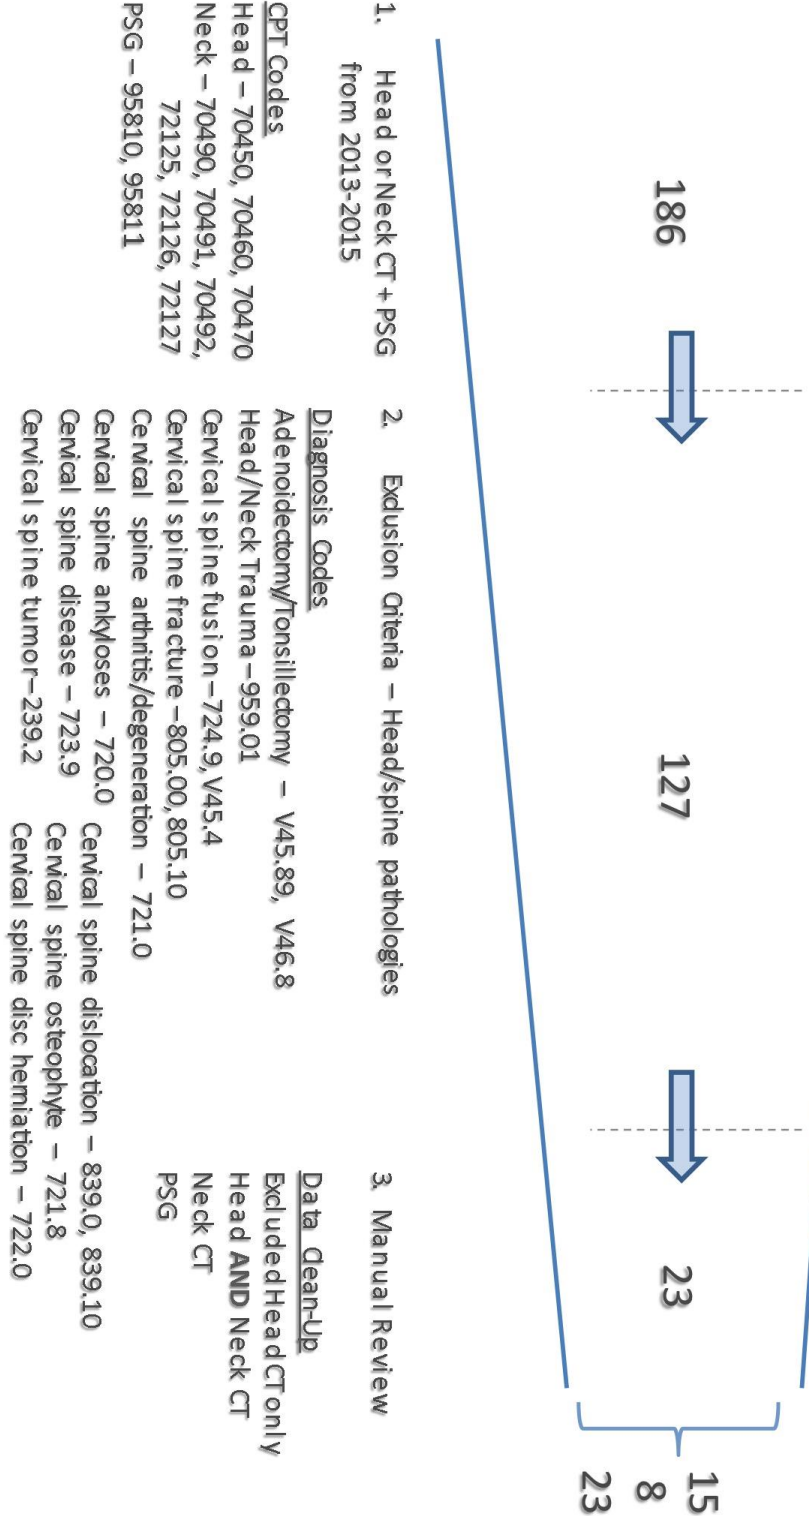 186
127
23
15
8
23
1. Head or Neck CT + PSG
from 2013-2015
CPT Codes
Head – 70450, 70460, 70470
Neck – 70490, 70491, 70492,
72125, 72126, 72127
PSG – 95810, 95811
2. Exclusion Criteria – Head/spine pathologies
Diagnosis Codes
Adenoidectomy/Tonsillectomy – V45.89, V46.8
Head/Neck Trauma–959.01
Cervical spine fusion–724.9, V45.4
Cervical spine fracture –805.00, 805.10
Cervical spine arthritis/degeneration – 721.0
Cervical spine ankyloses – 720.0
Cervical spine disease – 723.9
Cervical spine tumor–239.2
Cervical spine dislocation – 839.0, 839.10
Cervical spine osteophyte – 721.8
Cervical spine disc herniation – 722.0
3. Manual Review
Data Clean-Up
Excluded Head CT only
Head AND Neck CT
Neck CT
PSG